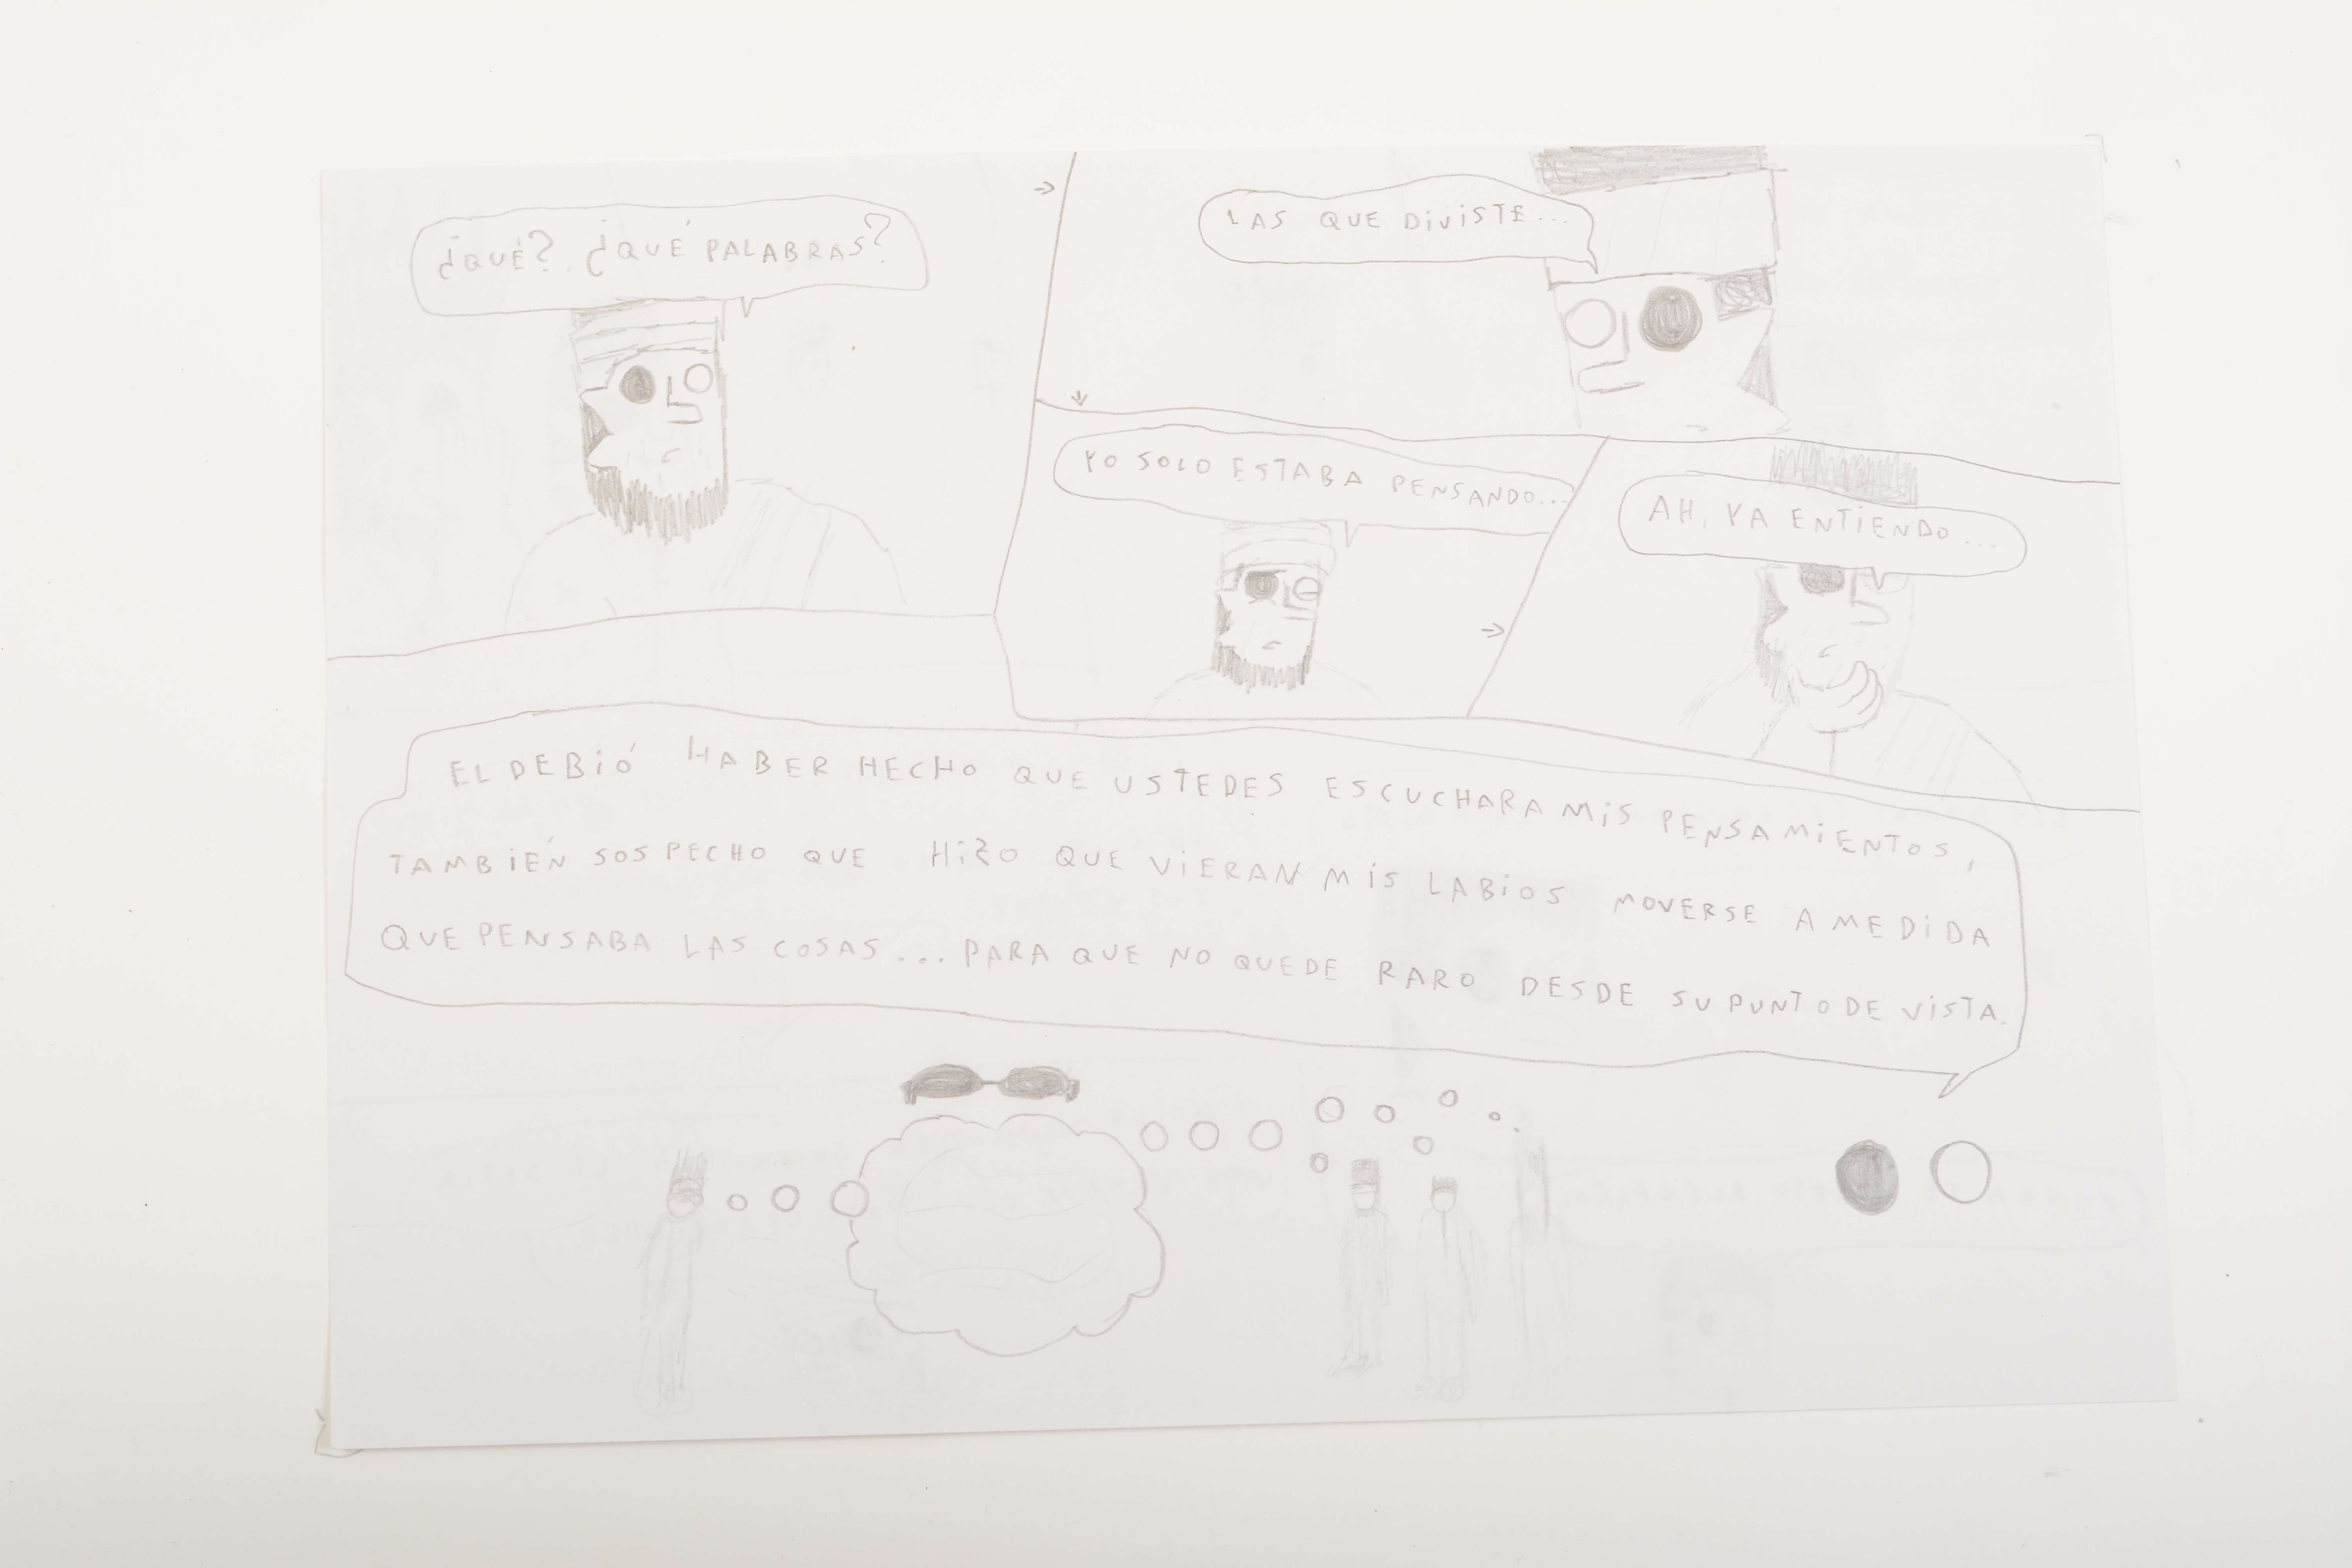 ¿QUÉ?, ¿QUÉ PALABRAS?
LAS QUE DIJISTE...
YO SOLO ESTABA PENSANDO...
AH, YA ENTIENDO...
EL DEBIÓ HABER HECHO QUE USTEDES ESCUCHARA MIS PENSAMIENTOS,
TAMBIÉN SOSPECHO QUE HIZO QUE VIERAN MIS LABIOS MOVERSE A MEDIDA
QUE PENSABA LAS COSAS... PARA QUE NO QUEDE RARO DESDE SU PUNTO DE VISTA.